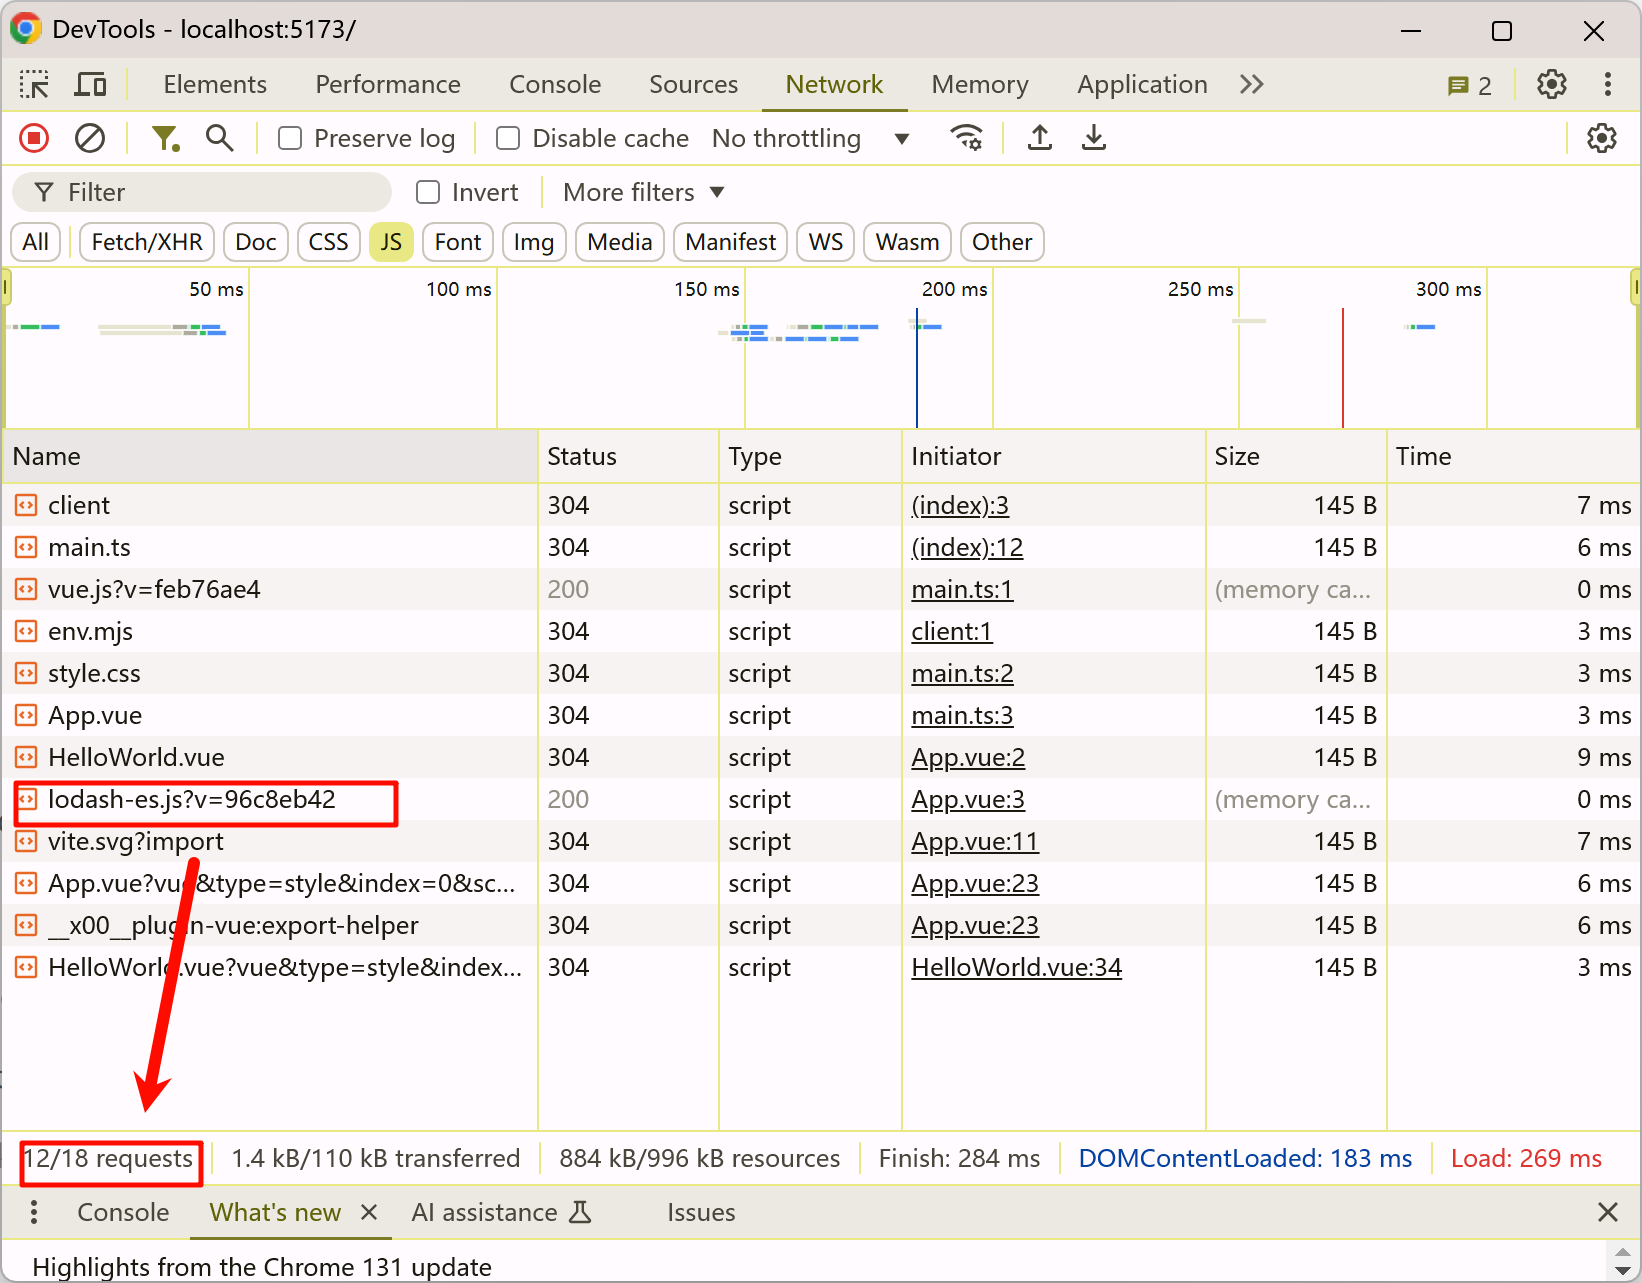 DevTools - localhost:5173/
Elements Performance Console Sources Network Memory Application 2
Preserve log Disable cache No throttling
Filter Invert More filters
All Fetch/XHR Doc CSS JS Font Img Media Manifest WS Wasm Other
50 ms 100 ms 150 ms 200 ms 250 ms 300 ms
Name Status Type Initiator Size Time
client 304 script (index):3 145 B 7 ms
main.ts 304 script (index):12 145 B 6 ms
vue.js?v=feb76ae4 200 script main.ts:1 (memory ca... 0 ms
env.mjs 304 script client:1 145 B 3 ms
style.css 304 script main.ts:2 145 B 3 ms
App.vue 304 script main.ts:3 145 B 3 ms
HelloWorld.vue 304 script App.vue:2 145 B 9 ms
lodash-es.js?v=96c8eb42 200 script App.vue:3 (memory ca... 0 ms
vite.svg?import 304 script App.vue:11 145 B 7 ms
App.vue?vue&type=style&index=0&sc... 304 script App.vue:23 145 B 6 ms
__x00__plugin-vue:export-helper 304 script App.vue:23 145 B 6 ms
HelloWorld.vue?vue&type=style&index... 304 script HelloWorld.vue:34 145 B 3 ms
12/18 requests 1.4 kB/110 kB transferred 884 kB/996 kB resources Finish: 284 ms DOMContentLoaded: 183 ms Load: 269 ms
Console What's new AI assistance Issues
Highlights from the Chrome 131 update